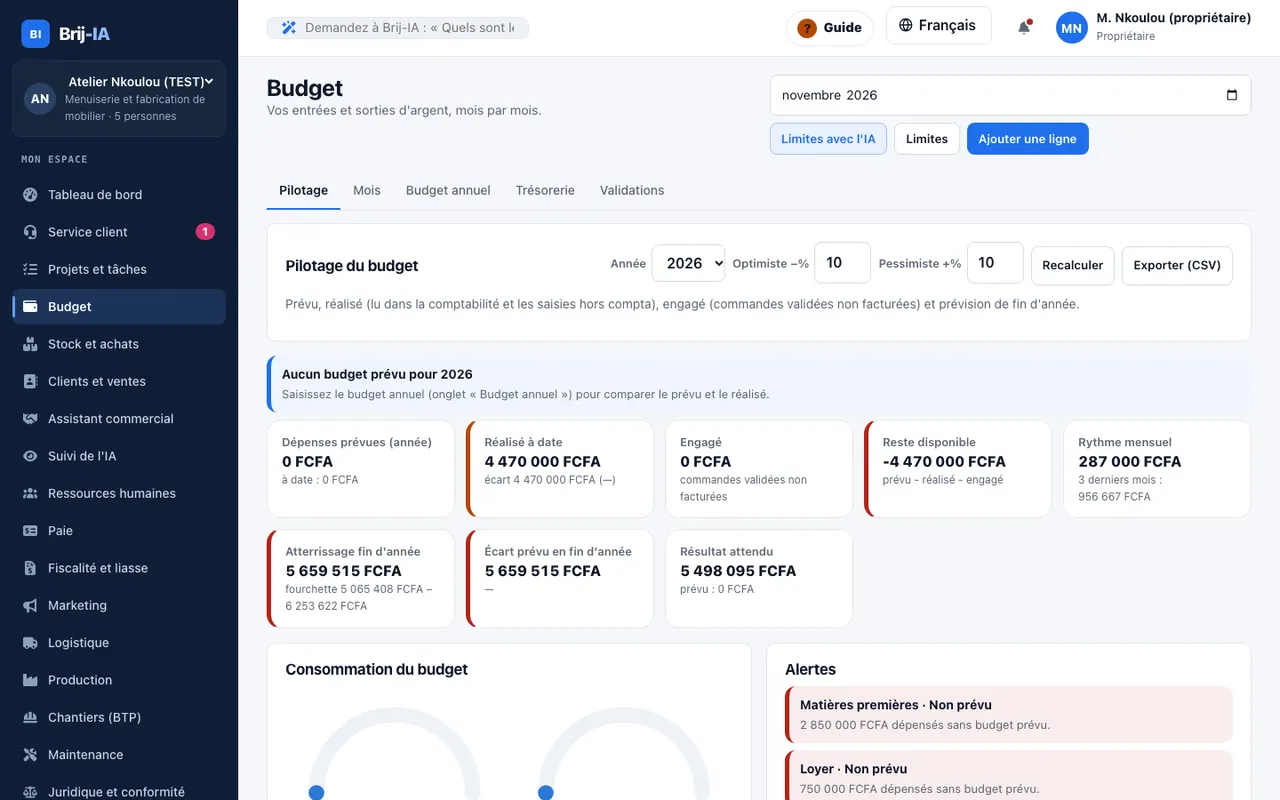 BI Brij-IA
AN
Atelier Nkoulou (TEST)
Menuiserie et fabrication de
mobilier · 5 personnes
MON ESPACE
Tableau de bord
Service client 1
Projets et tâches
Budget
Stock et achats
Clients et ventes
Assistant commercial
Suivi de l'IA
Ressources humaines
Paie
Fiscalité et liasse
Marketing
Logistique
Production
Chantiers (BTP)
Maintenance
Juridique et conformité
Demandez à Brij-IA : « Quels sont l
? Guide
Français
MN
M. Nkoulou (propriétaire)
Propriétaire
Budget
Vos entrées et sorties d'argent, mois par mois.
novembre 2026
Limites avec l'IA Limites Ajouter une ligne
Pilotage Mois Budget annuel Trésorerie Validations
Pilotage du budget
Année 2026 Optimiste −% 10 Pessimiste +% 10 Recalculer Exporter (CSV)
Prévu, réalisé (lu dans la comptabilité et les saisies hors compta), engagé (commandes validées non facturées) et prévision de fin d'année.
Aucun budget prévu pour 2026
Saisissez le budget annuel (onglet « Budget annuel ») pour comparer le prévu et le réalisé.
Dépenses prévues (année)
0 FCFA
à date : 0 FCFA
Réalisé à date
4 470 000 FCFA
écart 4 470 000 FCFA (—)
Engagé
0 FCFA
commandes validées non
facturées
Reste disponible
-4 470 000 FCFA
prévu - réalisé - engagé
Rythme mensuel
287 000 FCFA
3 derniers mois :
956 667 FCFA
Atterrissage fin d'année
5 659 515 FCFA
fourchette 5 065 408 FCFA –
6 253 622 FCFA
Écart prévu en fin d'année
5 659 515 FCFA
—
Résultat attendu
5 498 095 FCFA
prévu : 0 FCFA
Consommation du budget
Alertes
Matières premières · Non prévu
2 850 000 FCFA dépensés sans budget prévu.
Loyer · Non prévu
750 000 FCFA dépensés sans budget prévu.